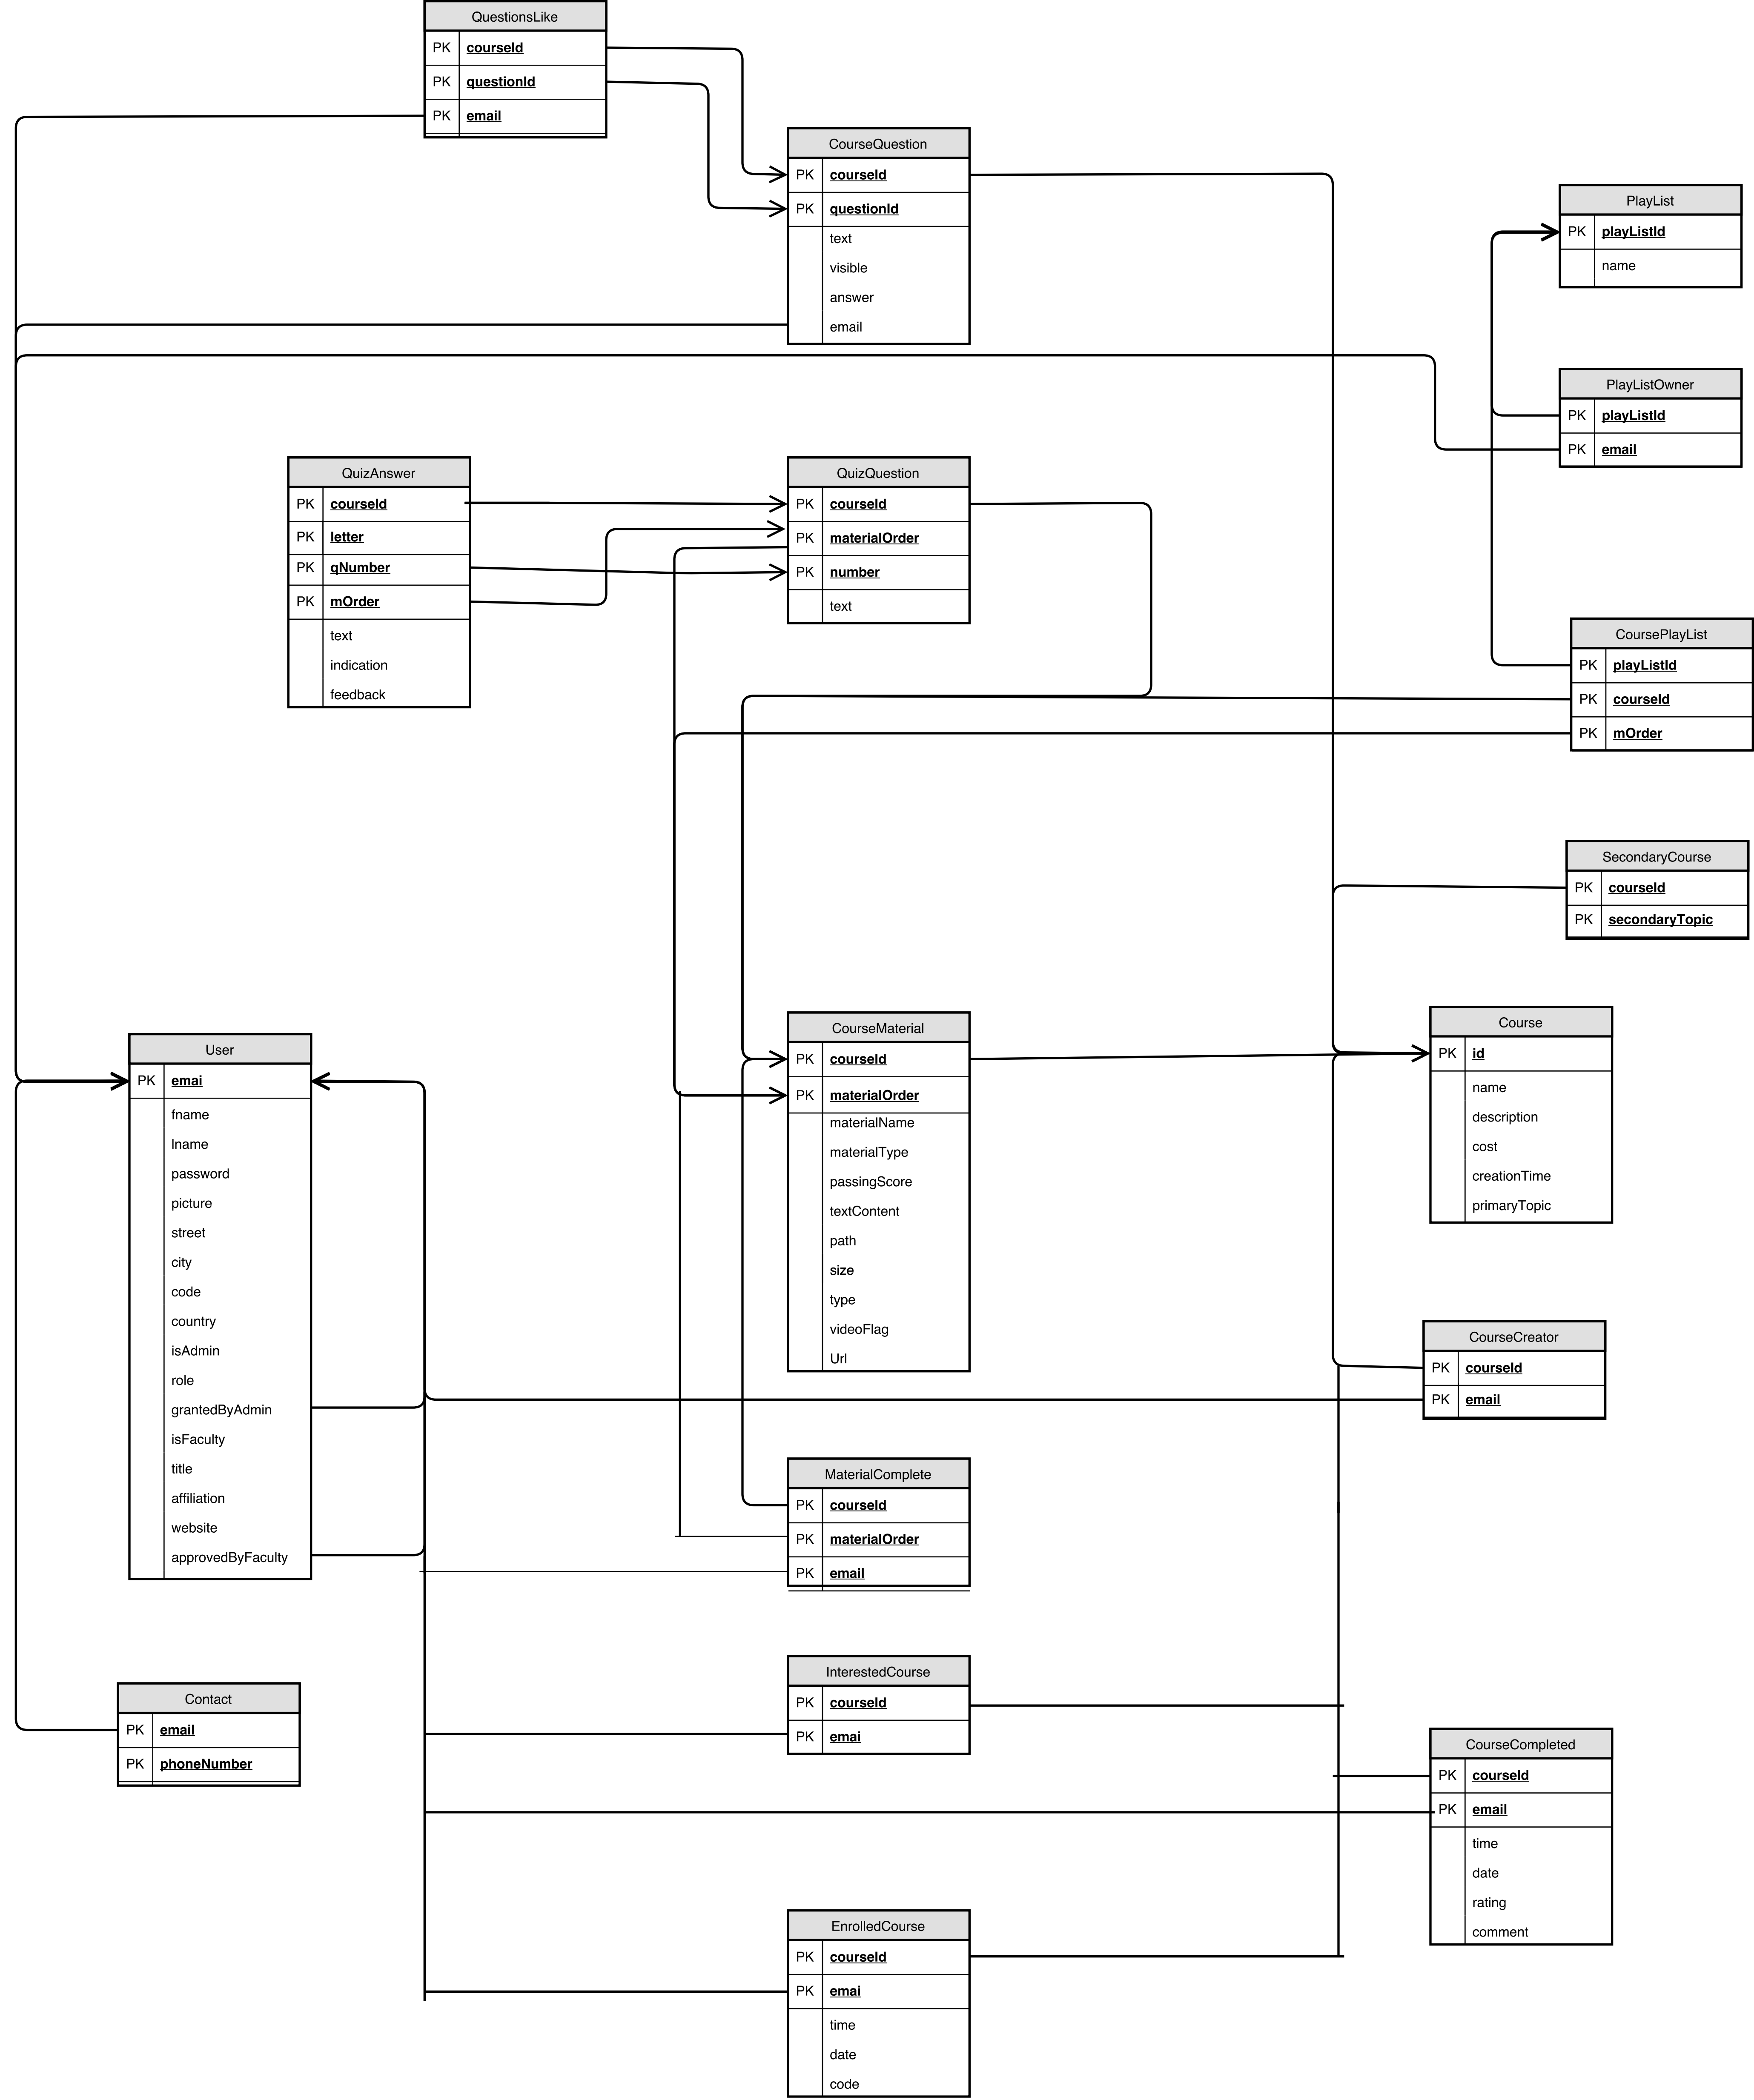 QuestionsLike
PK courseId
PK questionId
PK email
CourseQuestion
PK courseId
PK questionId
text
visible
answer
email
PlayList
PK playListId
name
PlayListOwner
PK playListId
PK email
QuizAnswer
PK courseId
PK letter
PK qNumber
PK mOrder
text
indication
feedback
QuizQuestion
PK courseId
PK materialOrder
PK number
text
CoursePlayList
PK playListId
PK courseId
PK mOrder
SecondaryCourse
PK courseId
PK secondaryTopic
User
PK emai
fname
lname
password
picture
street
city
code
country
isAdmin
role
grantedByAdmin
isFaculty
title
affiliation
website
approvedByFaculty
CourseMaterial
PK courseId
PK materialOrder
materialName
materialType
passingScore
textContent
path
size
type
videoFlag
Url
Course
PK id
name
description
cost
creationTime
primaryTopic
CourseCreator
PK courseId
PK email
MaterialComplete
PK courseId
PK materialOrder
PK email
Contact
PK email
PK phoneNumber
InterestedCourse
PK courseId
PK emai
CourseCompleted
PK courseId
PK email
time
date
rating
comment
EnrolledCourse
PK courseId
PK emai
time
date
code